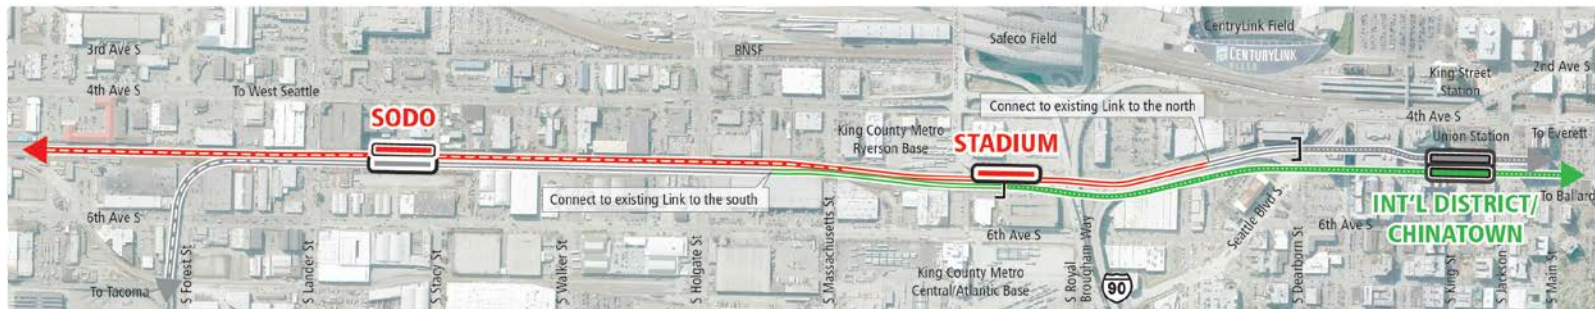 CentryLink Field
3rd Ave S
BNSF
Safeco Field
CENTURYLINK
FIELD
King Street
Station
2nd Ave S
4th Ave S
To West Seattle
Connect to existing Link to the north
4th Ave S
SODO
King County Metro
Ryerson Base
STADIUM
Union Station
To Everett
Connect to existing Link to the south
To Ballard
6th Ave S
6th Ave S
Seattle Blvd S
6th Ave S
INT'L DISTRICT/
CHINATOWN
To Tacoma
S Forest St
S Lander St
S Stacy St
S Walker St
S Holgate St
S Massachusetts St
King County Metro
Central/Atlantic Base
S Royal
Brougham Way
90
S Dearborn St
S King St
S Jackson
S Main St